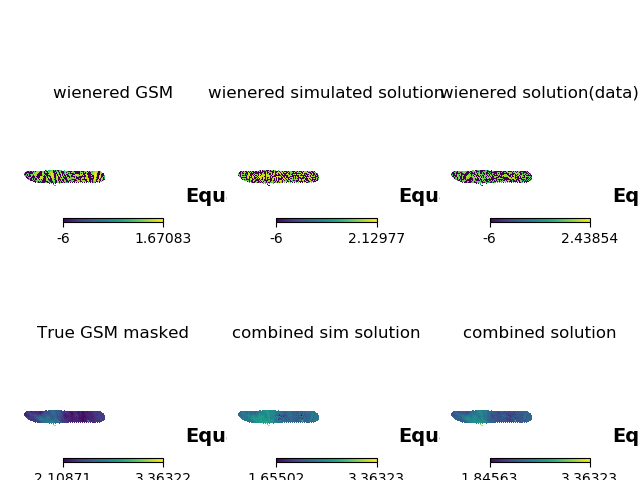 wienered GSM
wienered simulated solution
wienered solution(data)
Equ
Equ
Eq
-6 1.67083
-6 2.12977
-6 2.43854
True GSM masked
combined sim solution
combined solution
Equ
Equ
Eq
2.10871 3.36322
1.65502 3.36323
1.84563 3.36323